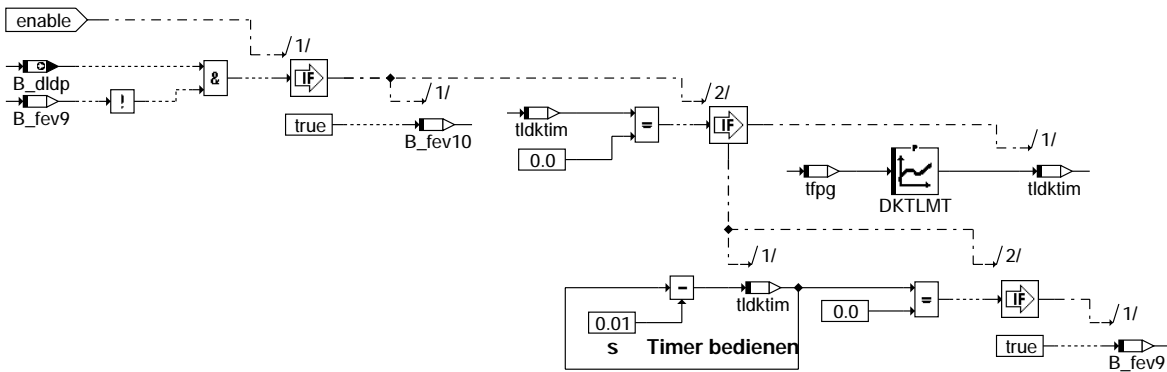 enable
/1/
B_dldp
&
IF
B_fev9
!
/1/
/2/
true
B_fev10
tldktim
=
IF
0.0
/1/
P
tfpg
DKTLMT
tldktim
/1/
/2/
-
tldktim
=
IF
0.01
0.0
/1/
s Timer bedienen
true
B_fev9